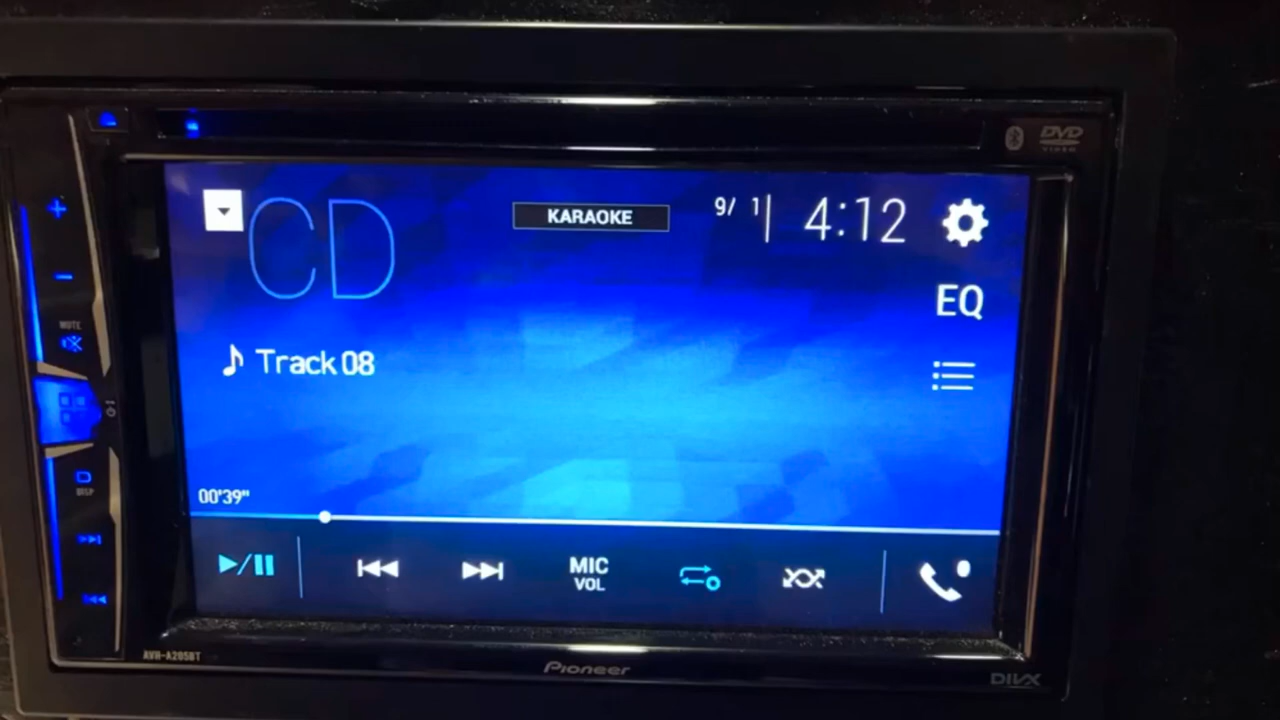 DVD
VIDEO
CD
KARAOKE
9/ 1
4:12
EQ
MUTE
Track 08
DISP
00'39"
MIC
VOL
AVH-A205BT
Pioneer
DIVX